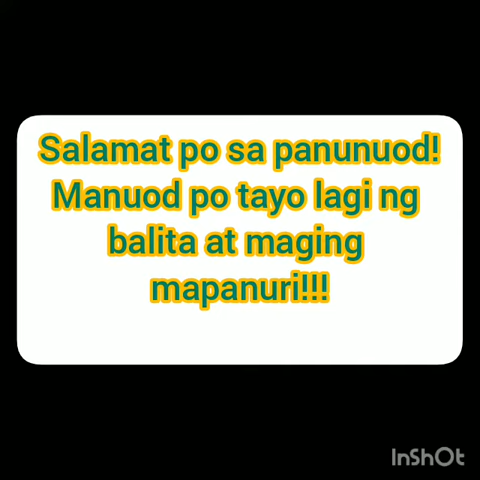 Salamat po sa panunuod!
Manuod po tayo lagi ng
balita at maging
mapanuri!!!
InShOt